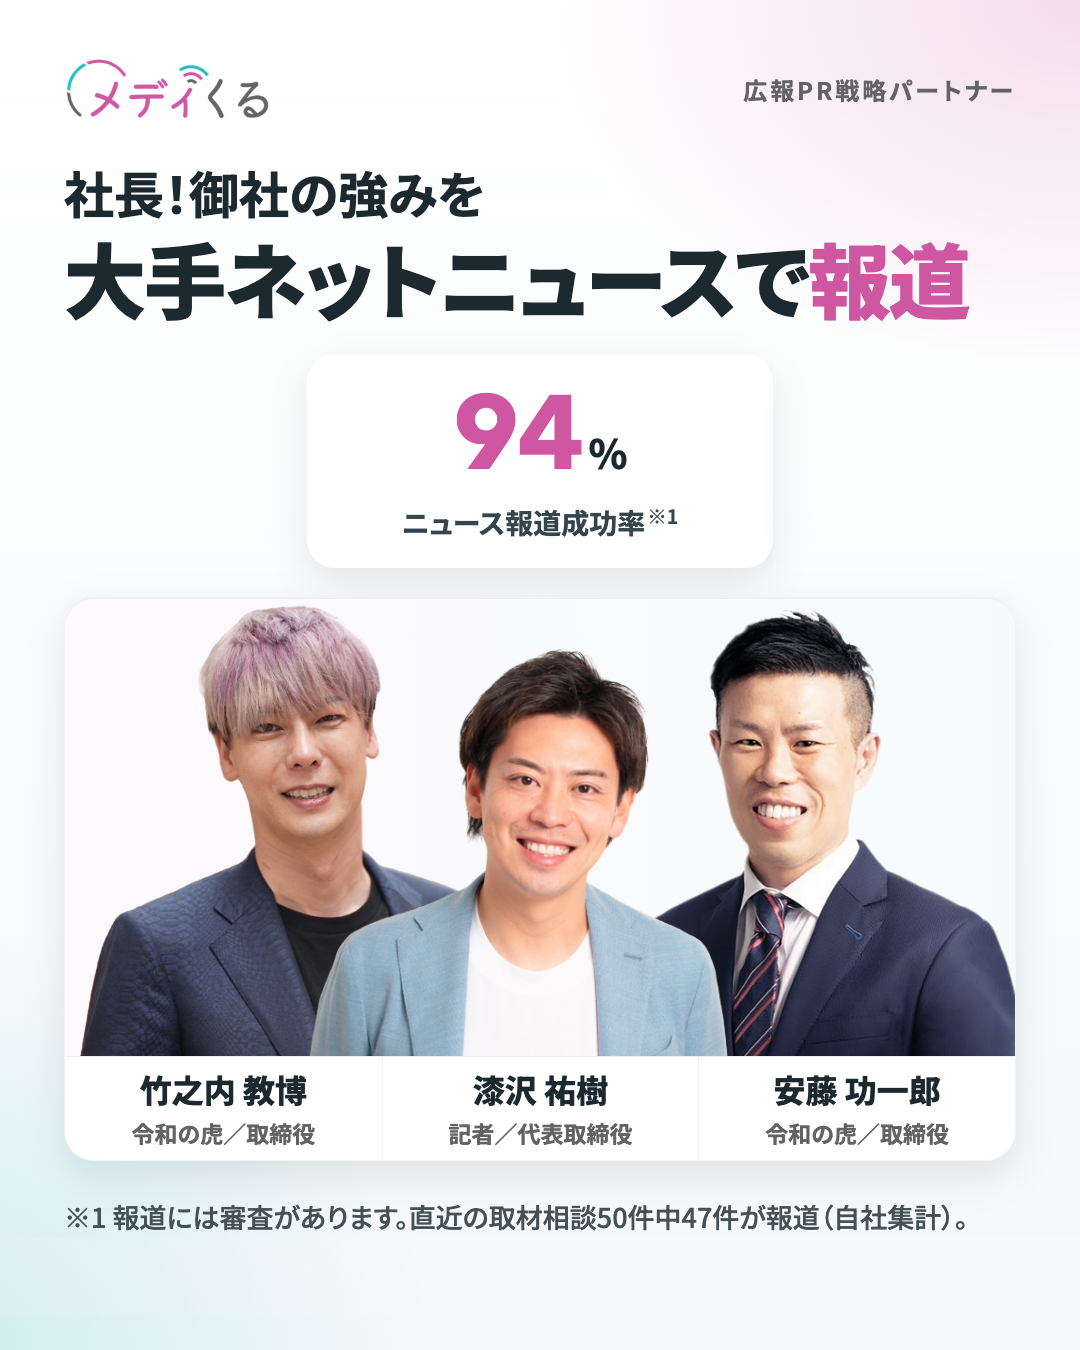 メディくる
広報PR戦略パートナー
社長！御社の強みを
大手ネットニュースで報道
94%
ニュース報道成功率※1
竹之内 教博
令和の虎／取締役
漆沢 祐樹
記者／代表取締役
安藤 功一郎
令和の虎／取締役
※1 報道には審査があります。直近の取材相談50件中47件が報道（自社集計）。